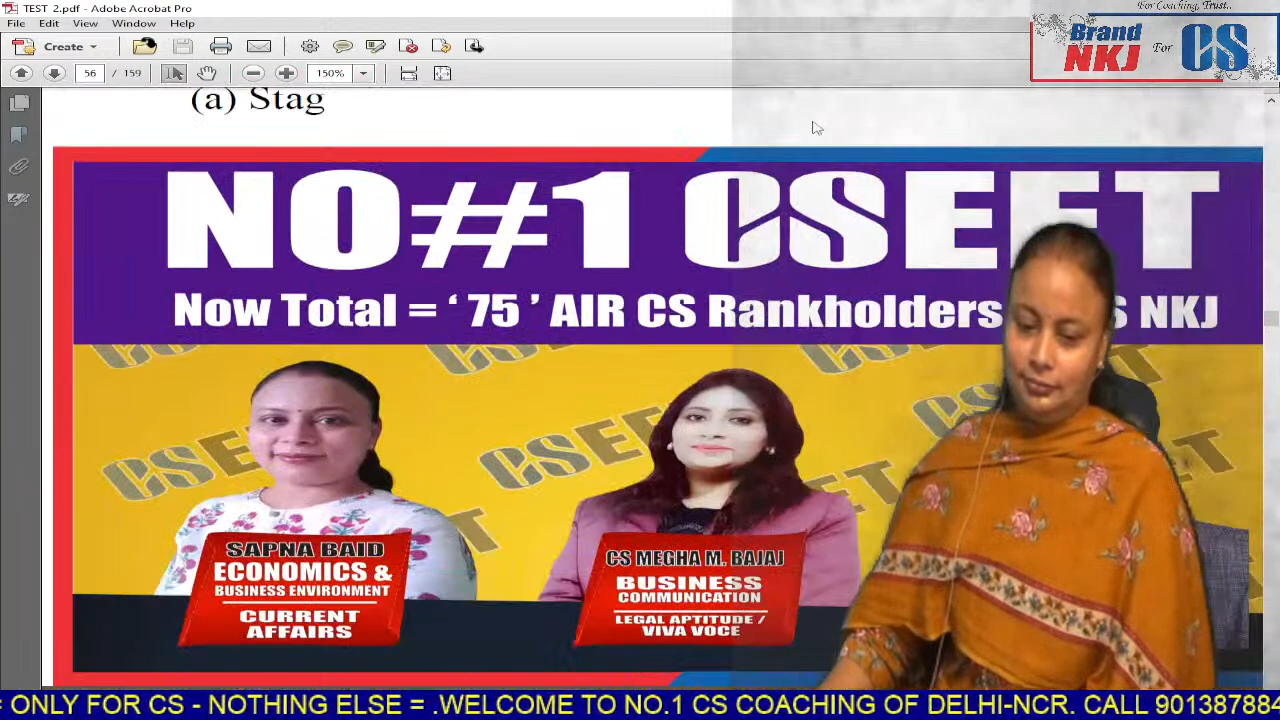 TEST 2.pdf - Adobe Acrobat Pro
File Edit View Window Help
Create
56 / 159 150%
For Coaching, Trust..
Brand NKJ For CS
(a) Stag
NO#1 CSEET
Now Total = ‘ 75 ’ AIR CS Rankholders S NKJ
CSEET
CSEET
CSEET
SAPNA BAID
ECONOMICS &
BUSINESS ENVIRONMENT
CURRENT
AFFAIRS
CS MEGHA M. BAJAJ
BUSINESS
COMMUNICATION
LEGAL APTITUDE /
VIVA VOCE
= ONLY FOR CS - NOTHING ELSE = .WELCOME TO NO.1 CS COACHING OF DELHI-NCR. CALL 901387884